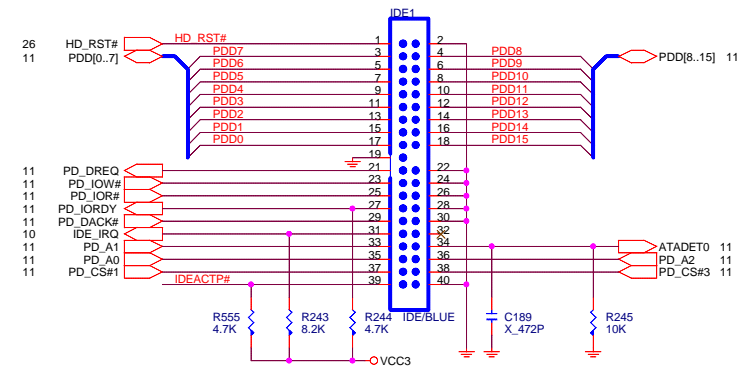 IDE1
26 HD_RST# HD_RST# 1 2
11 PDD[0..7] PDD7 3 4 PDD8 PDD[8..15] 11
PDD6 5 6 PDD9
PDD5 7 8 PDD10
PDD4 9 10 PDD11
PDD3 11 12 PDD12
PDD2 13 14 PDD13
PDD1 15 16 PDD14
PDD0 17 18 PDD15
19
11 PD_DREQ 21 22
11 PD_IOW# 23 24
11 PD_IOR# 25 26
11 PD_IORDY 27 28
11 PD_DACK# 29 30
10 IDE_IRQ 31 32
11 PD_A1 33 34 ATADET0 11
11 PD_A0 35 36 PD_A2 11
11 PD_CS#1 37 38 PD_CS#3 11
IDEACTP# 39 40
R555 R243 R244 IDE/BLUE C189 R245
4.7K 8.2K 4.7K X_472P 10K
VCC3